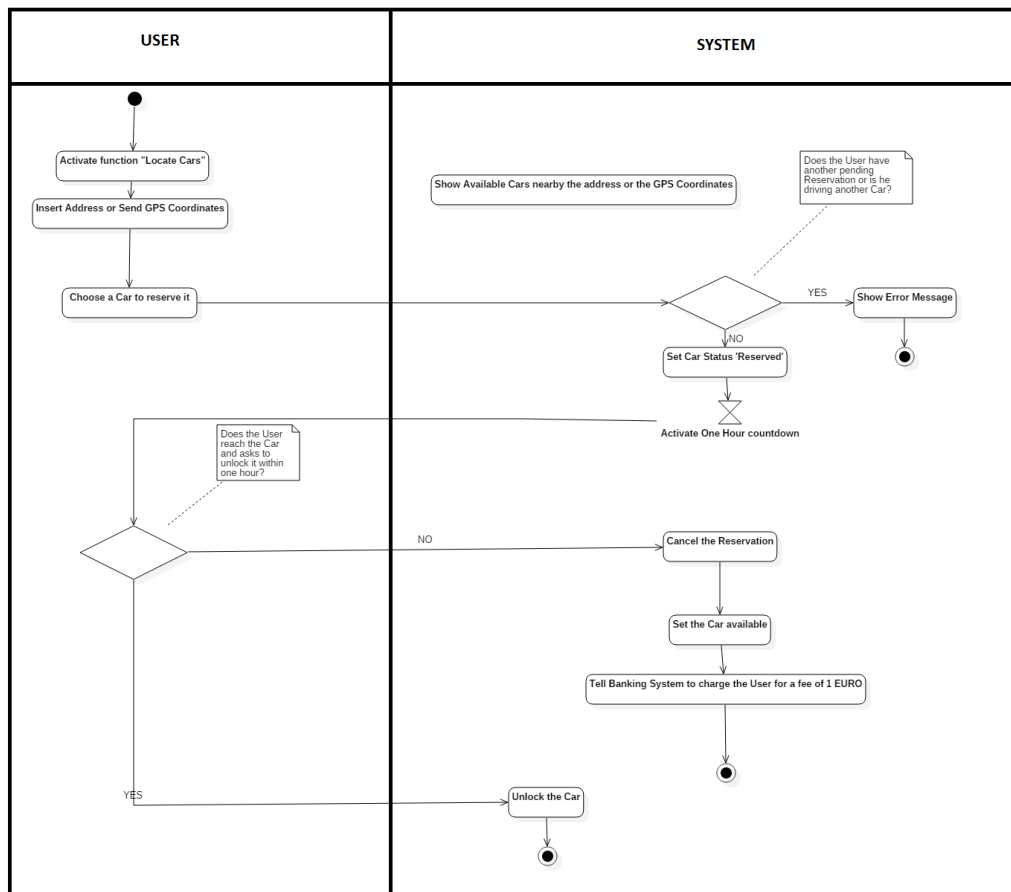 USER
SYSTEM
Activate function "Locate Cars"
Insert Address or Send GPS Coordinates
Show Available Cars nearby the address or the GPS Coordinates
Does the User have
another pending
Reservation or is he
driving another Car?
Choose a Car to reserve it
YES
Show Error Message
NO
Set Car Status 'Reserved'
Activate One Hour countdown
Does the User
reach the Car
and asks to
unlock it within
one hour?
NO
Cancel the Reservation
Set the Car available
Tell Banking System to charge the User for a fee of 1 EURO
YES
Unlock the Car